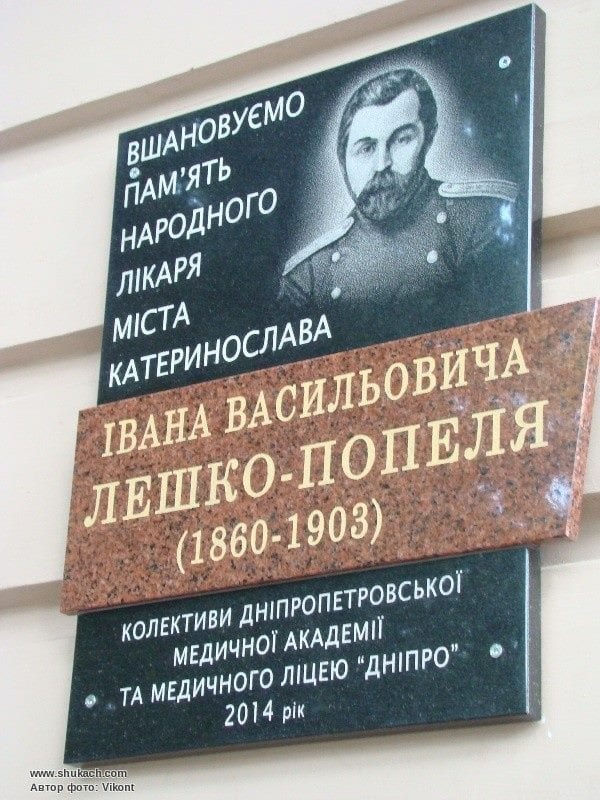 ВШАНОВУЄМО
ПАМ’ЯТЬ
НАРОДНОГО
ЛІКАРЯ
МІСТА
КАТЕРИНОСЛАВА
ІВАНА ВАСИЛЬОВИЧА
ЛЕШКО-ПОПЕЛЯ
(1860-1903)
КОЛЕКТИВИ ДНІПРОПЕТРОВСЬКОЇ
МЕДИЧНОЇ АКАДЕМІЇ
ТА МЕДИЧНОГО ЛІЦЕЮ “ДНІПРО”
2014 рік
www.shukach.com
Автор фото: Vikont